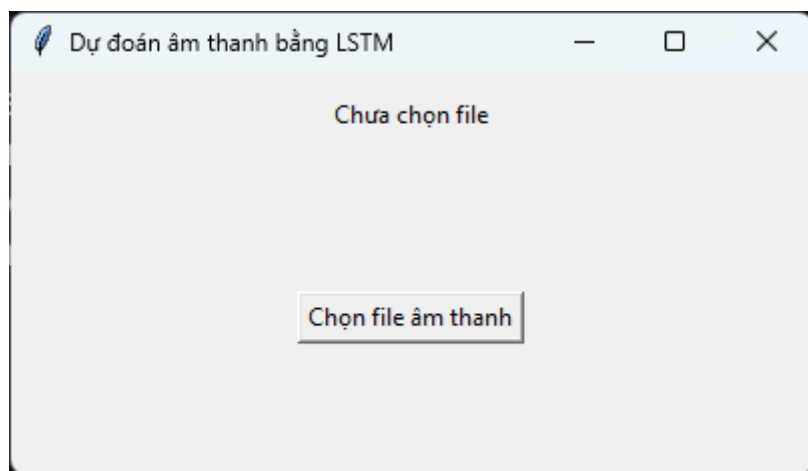 Dự đoán âm thanh bằng LSTM
Chưa chọn file
Chọn file âm thanh